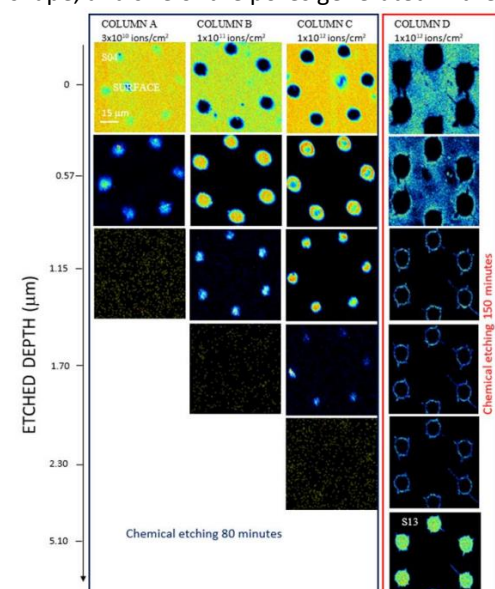 COLUMN A
3x10¹⁰ ions/cm²
COLUMN B
1x10¹¹ ions/cm²
COLUMN C
1x10¹² ions/cm²
COLUMN D
1x10¹² ions/cm²
S04
SURFACE
15 μm
0
0.57
1.15
1.70
2.30
5.10
ETCHED DEPTH (μm)
Chemical etching 80 minutes
Chemical etching 150 minutes
S13